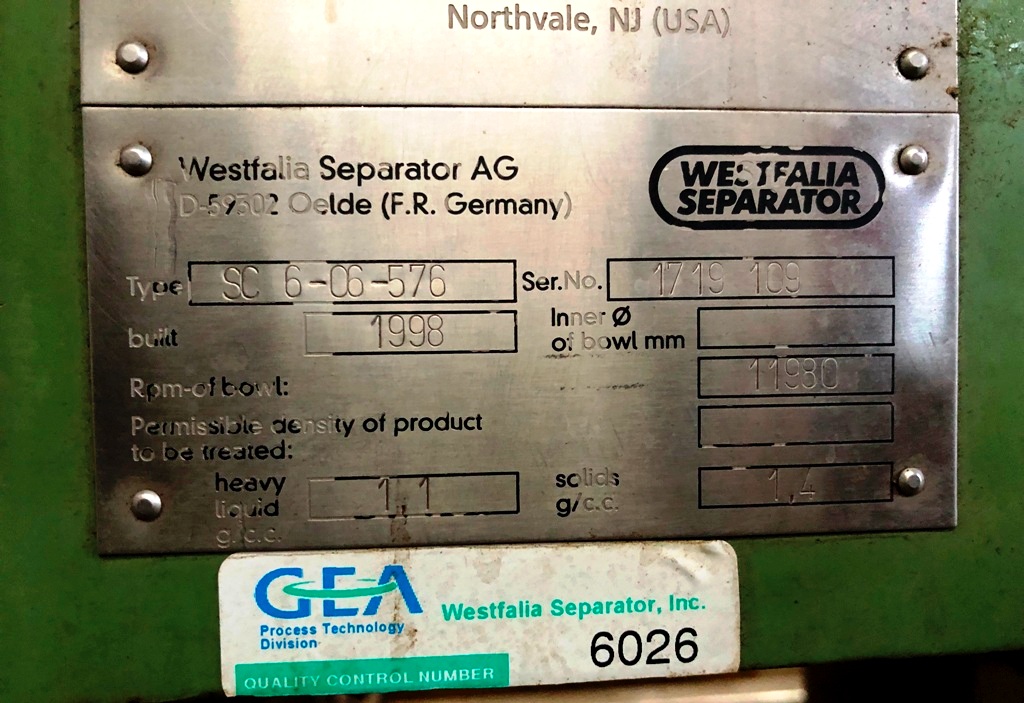 Northvale, NJ (USA)
Westfalia Separator AG
D-59302 Oelde (F.R. Germany)
WESTFALIA
SEPARATOR
Type SC 6-06-576 Ser.No. 1719 109
built 1998 Inner Ø
of bowl mm
Rpm-of bowl: 11980
Permissible density of product
to be treated:
heavy
liquid
g/c.c.
1,1
solids
g/c.c.
1,4
GEA
Process Technology
Division
Westfalia Separator, Inc.
6026
QUALITY CONTROL NUMBER